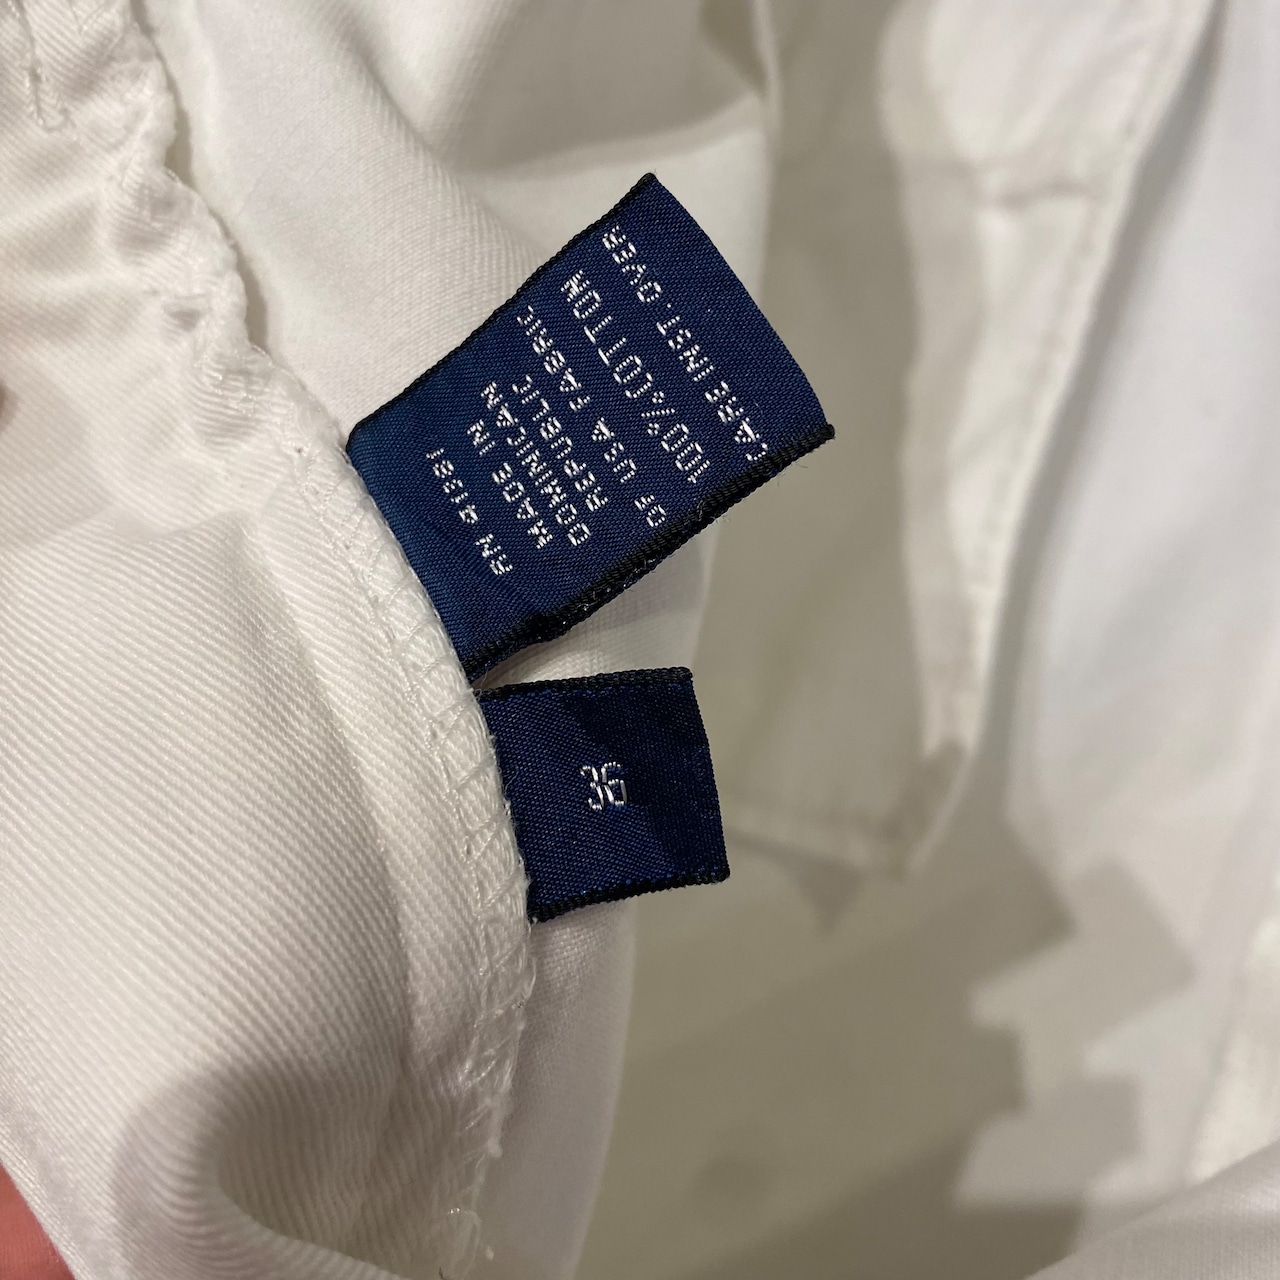 RN 41381
MADE IN
DOMINICAN
REPUBLIC
OF USA FABRIC
100% COTTON
CARE INST. OVER
36